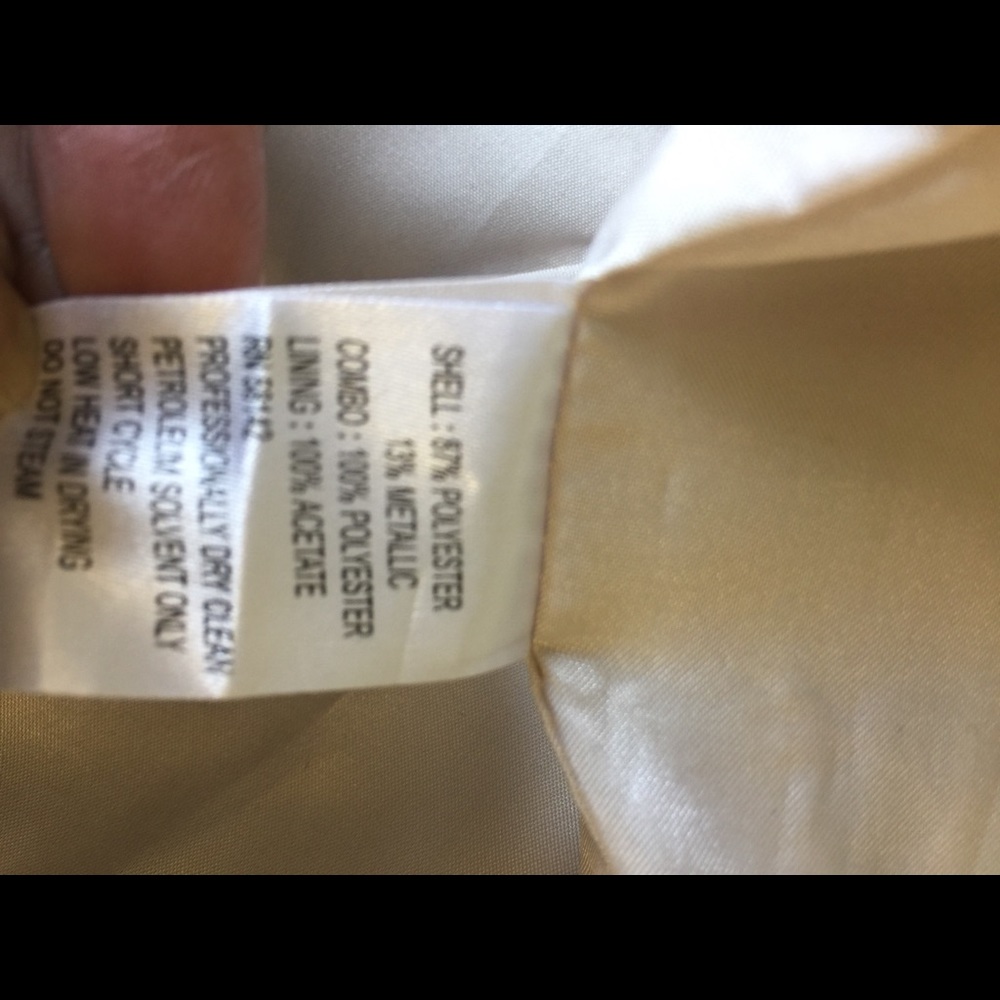 SHELL : 87% POLYESTER
13% METALLIC
COMBO : 100% POLYESTER
LINING : 100% ACETATE
RN
PROFESSIONALLY DRY CLEAN
PETROLEUM SOLVENT ONLY
SHORT CYCLE
LOW HEAT IN DRYING
DO NOT STEAM